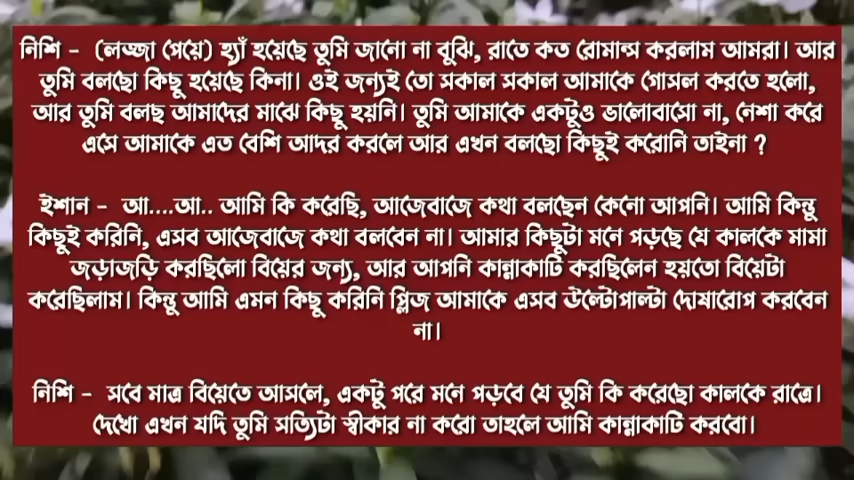 নিশি - (লজ্জা পেয়ে) হ্যাঁ হয়েছে তুমি জানো না বুঝি, রাতে কত রোমান্স করলাম আমরা। আর
তুমি বলছো কিছু হয়েছে কিনা। ওই জন্যই তো সকাল সকাল আমাকে গোসল করতে হলো,
আর তুমি বলছ আমাদের মাঝে কিছু হয়নি। তুমি আমাকে একটুও ভালোবাসো না, নেশা করে
এসে আমাকে এত বেশি আদর করলে আর এখন বলছো কিছুই করোনি তাইনা ?
ইশান - আ....আ.. আমি কি করেছি, আজেবাজে কথা বলছেন কেনো আপনি। আমি কিন্তু
কিছুই করিনি, এসব আজেবাজে কথা বলবেন না। আমার কিছুটা মনে পড়ছে যে কালকে মামা
জড়াজড়ি করছিলো বিয়ের জন্য, আর আপনি কান্নাকাটি করছিলেন হয়তো বিয়েটা
করেছিলাম। কিন্তু আমি এমন কিছু করিনি প্লিজ আমাকে এসব উল্টোপাল্টা দোষারোপ করবেন
না।
নিশি - সবে মাত্র বিয়েতে আসলে, একটু পরে মনে পড়বে যে তুমি কি করেছো কালকে রাত্রে।
দেখো এখন যদি তুমি সত্যিটা স্বীকার না করো তাহলে আমি কান্নাকাটি করবো।